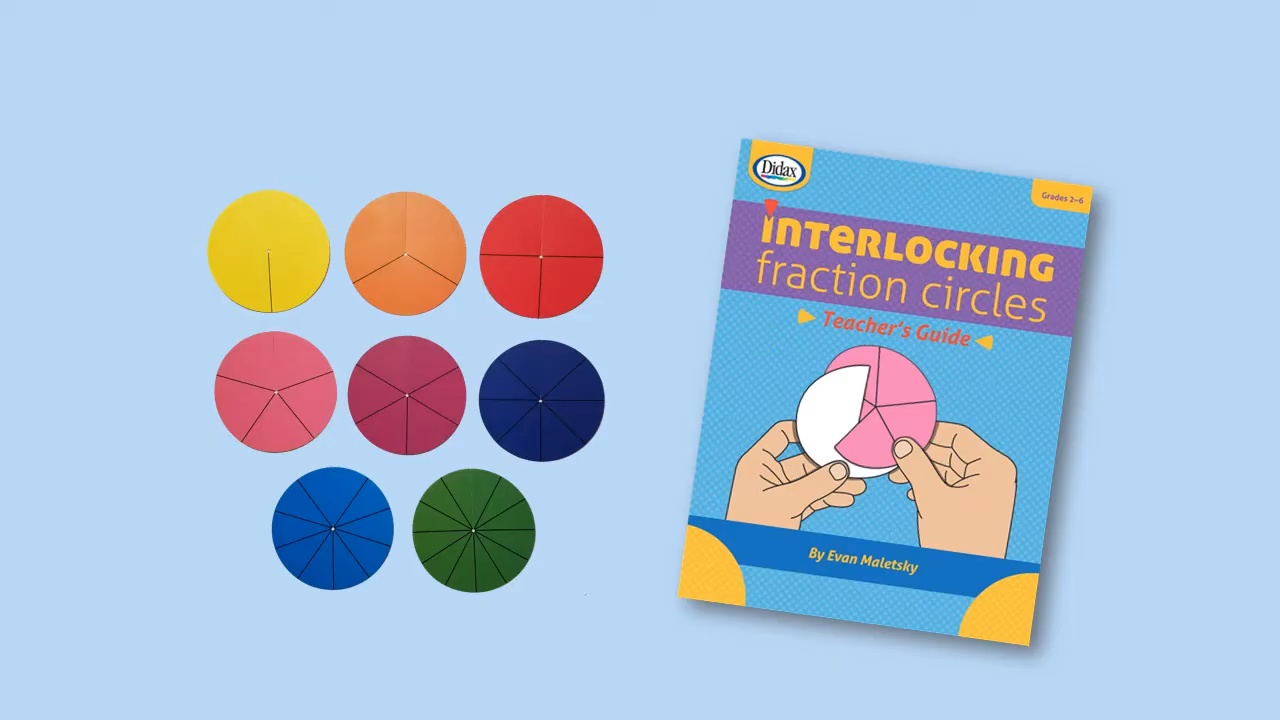 Didax
Grades 2–6
INTERLOCKING
fraction circles
Teacher's Guide
By Evan Maletsky